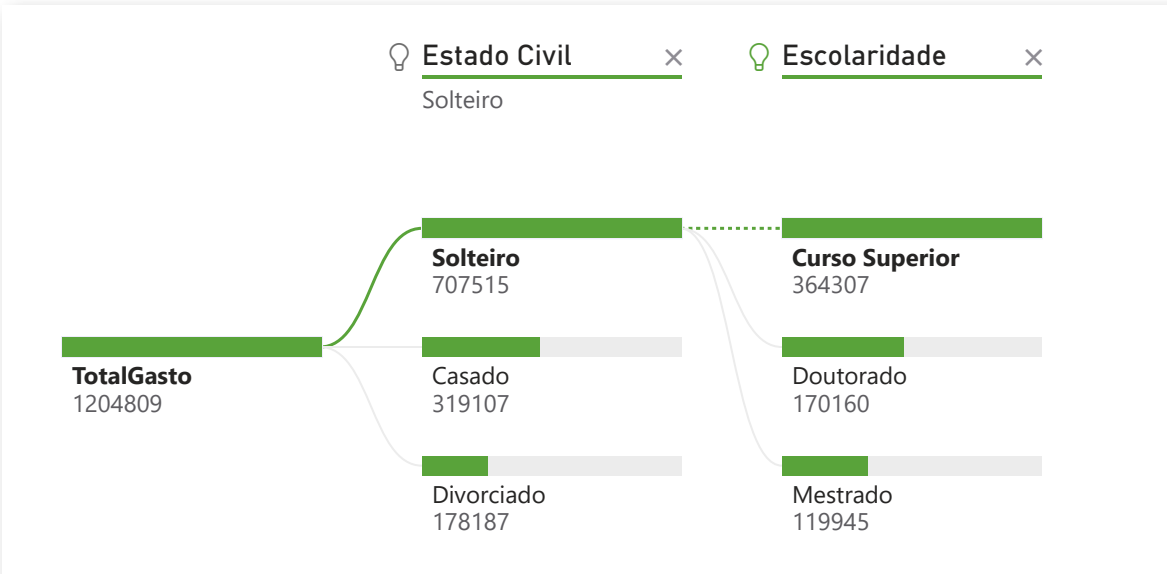 Estado Civil
Escolaridade
Solteiro
Solteiro
707515
Curso Superior
364307
TotalGasto
1204809
Casado
319107
Doutorado
170160
Divorciado
178187
Mestrado
119945